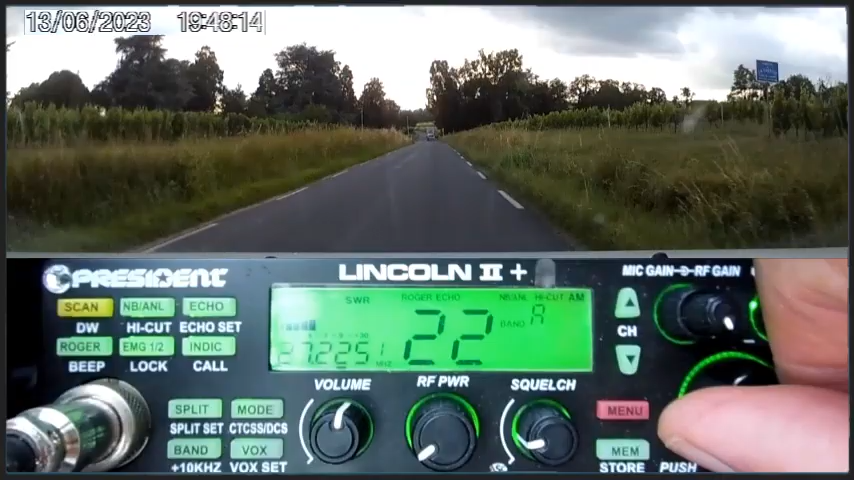 13/06/2023 19:48:14
PRESIDENT
LINCOLN II +
MIC GAIN RF GAIN
SCAN NB/ANL ECHO
DW HI-CUT ECHO SET
ROGER EMG 1/2 INDIC
BEEP LOCK CALL
SWR ROGER ECHO NB/ANL HI-CUT AM
22 BAND A
27.2251 MHZ
CH
VOLUME RF PWR SQUELCH
SPLIT MODE
SPLIT SET CTCSS/DCS
BAND VOX
+10KHZ VOX SET
MENU
MEM
STORE PUSH